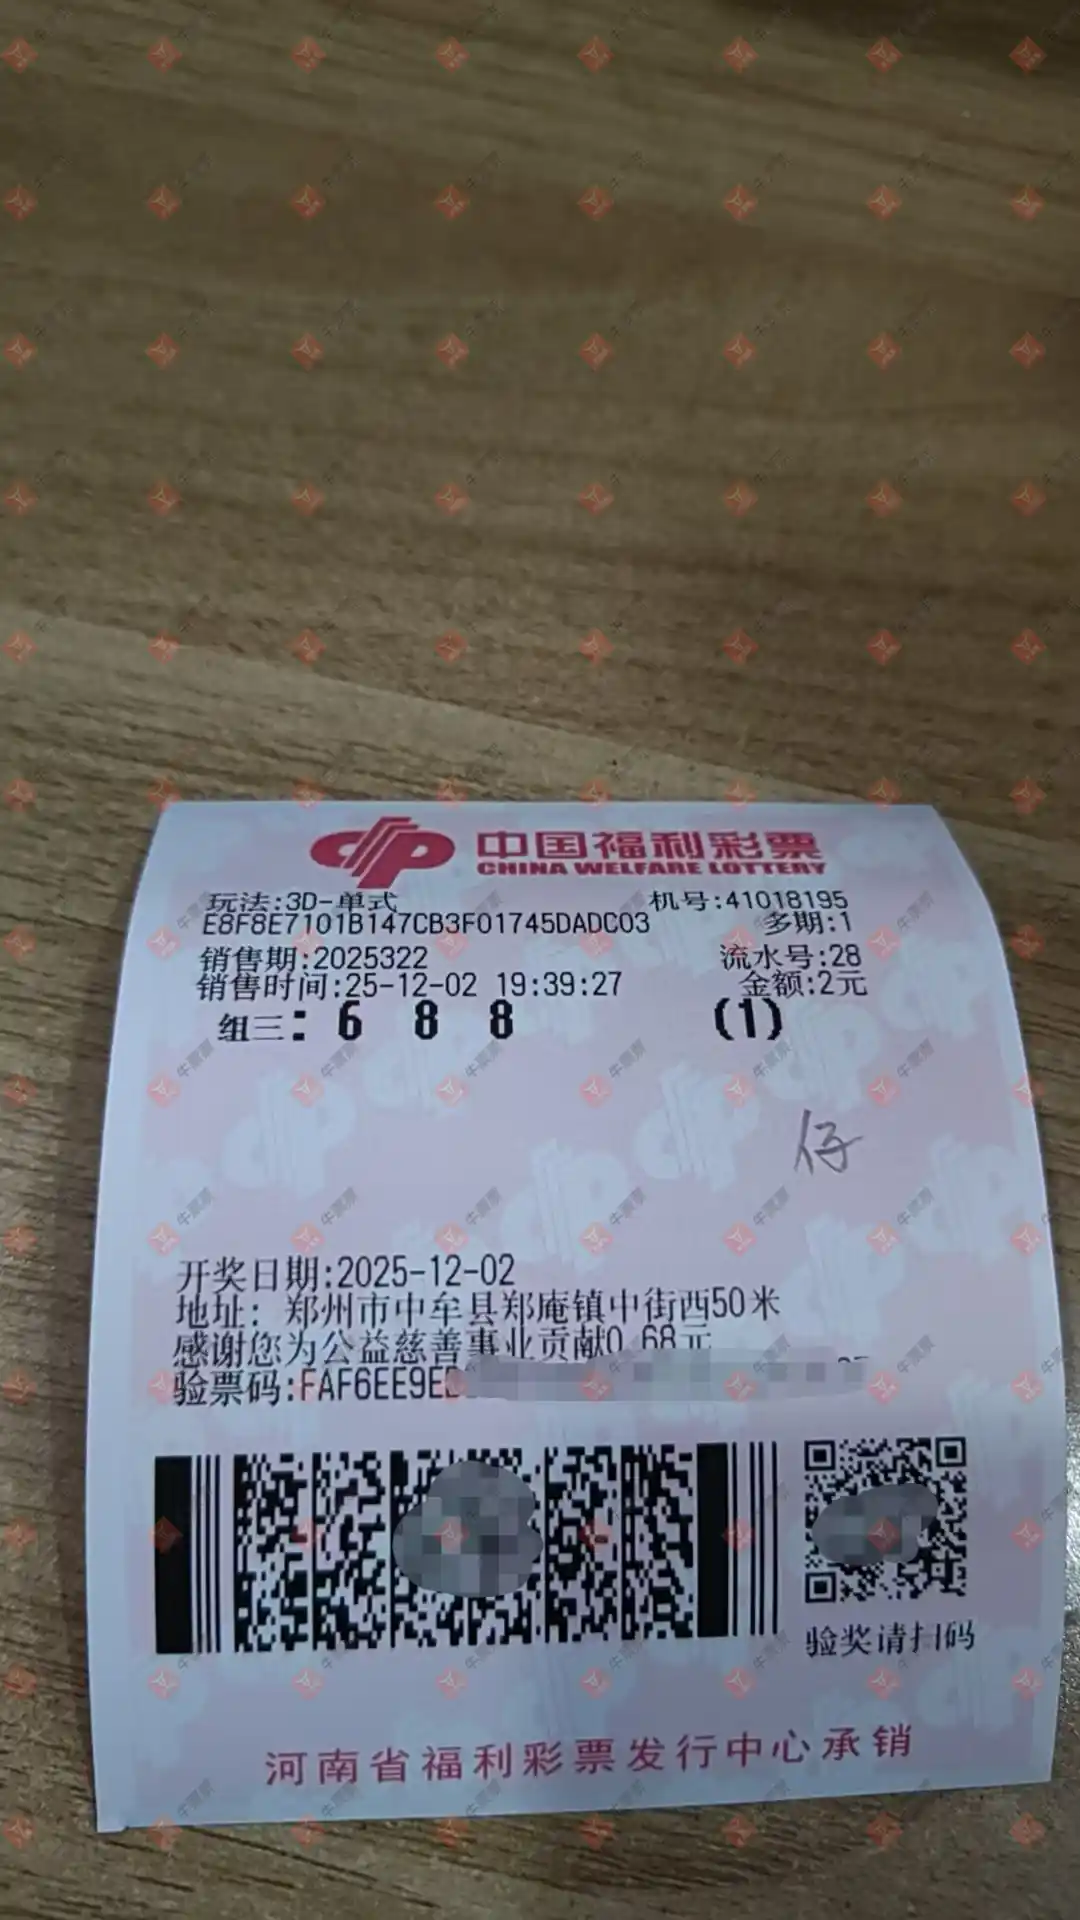 中国福利彩票
CHINA WELFARE LOTTERY
玩法:3D-单式 机号:41018195
E8F8E7101B147CB3F01745DADC03 多期:1
销售期:2025322 流水号:28
销售时间:25-12-02 19:39:27 金额:2元
组三: 6 8 8 (1)
仔
开奖日期:2025-12-02
地址: 郑州市中牟县郑庵镇中街西50米
感谢您为公益慈善事业贡献0.68元
验票码:FAF6EE9E
验奖请扫码
河南省福利彩票发行中心承销